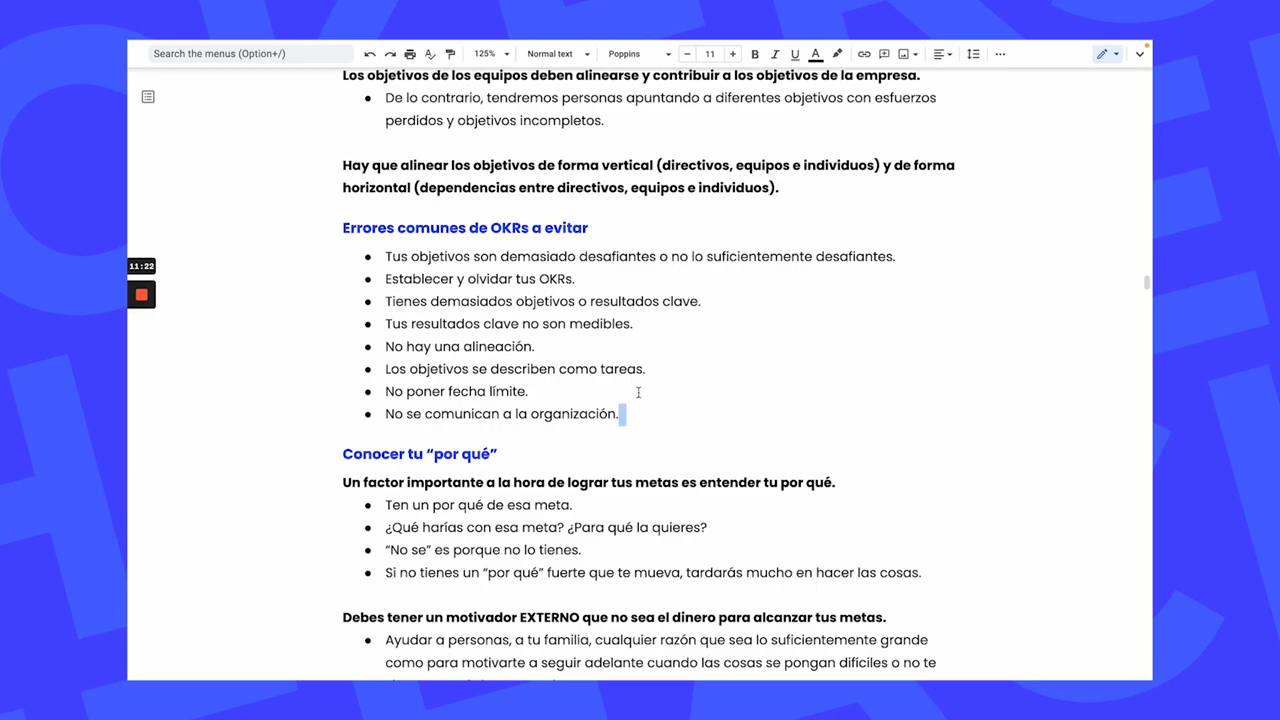 Search the menus (Option+/)
125%
Normal text
Poppins
11
B
I
U
A
Los objetivos de los equipos deben alinearse y contribuir a los objetivos de la empresa.
● De lo contrario, tendremos personas apuntando a diferentes objetivos con esfuerzos
perdidos y objetivos incompletos.
Hay que alinear los objetivos de forma vertical (directivos, equipos e individuos) y de forma
horizontal (dependencias entre directivos, equipos e individuos).
Errores comunes de OKRs a evitar
● Tus objetivos son demasiado desafiantes o no lo suficientemente desafiantes.
11:22
● Establecer y olvidar tus OKRs.
● Tienes demasiados objetivos o resultados clave.
● Tus resultados clave no son medibles.
● No hay una alineación.
● Los objetivos se describen como tareas.
● No poner fecha límite.
● No se comunican a la organización.
Conocer tu “por qué”
Un factor importante a la hora de lograr tus metas es entender tu por qué.
● Ten un por qué de esa meta.
● ¿Qué harías con esa meta? ¿Para qué la quieres?
● “No se” es porque no lo tienes.
● Si no tienes un “por qué” fuerte que te mueva, tardarás mucho en hacer las cosas.
Debes tener un motivador EXTERNO que no sea el dinero para alcanzar tus metas.
● Ayudar a personas, a tu familia, cualquier razón que sea lo suficientemente grande
como para motivarte a seguir adelante cuando las cosas se pongan difíciles o no te